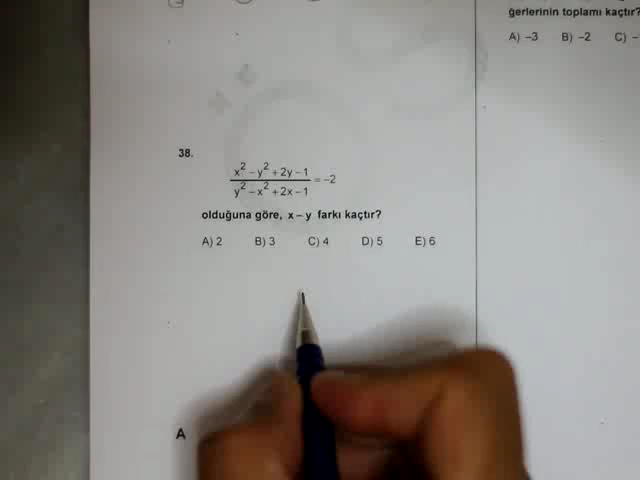 ğerlerinin toplamı kaçtır?
A) –3 B) –2 C) –
38.
x² – y² + 2y – 1
y² – x² + 2x – 1
= –2
olduğuna göre, x – y farkı kaçtır?
A) 2 B) 3 C) 4 D) 5 E) 6
A